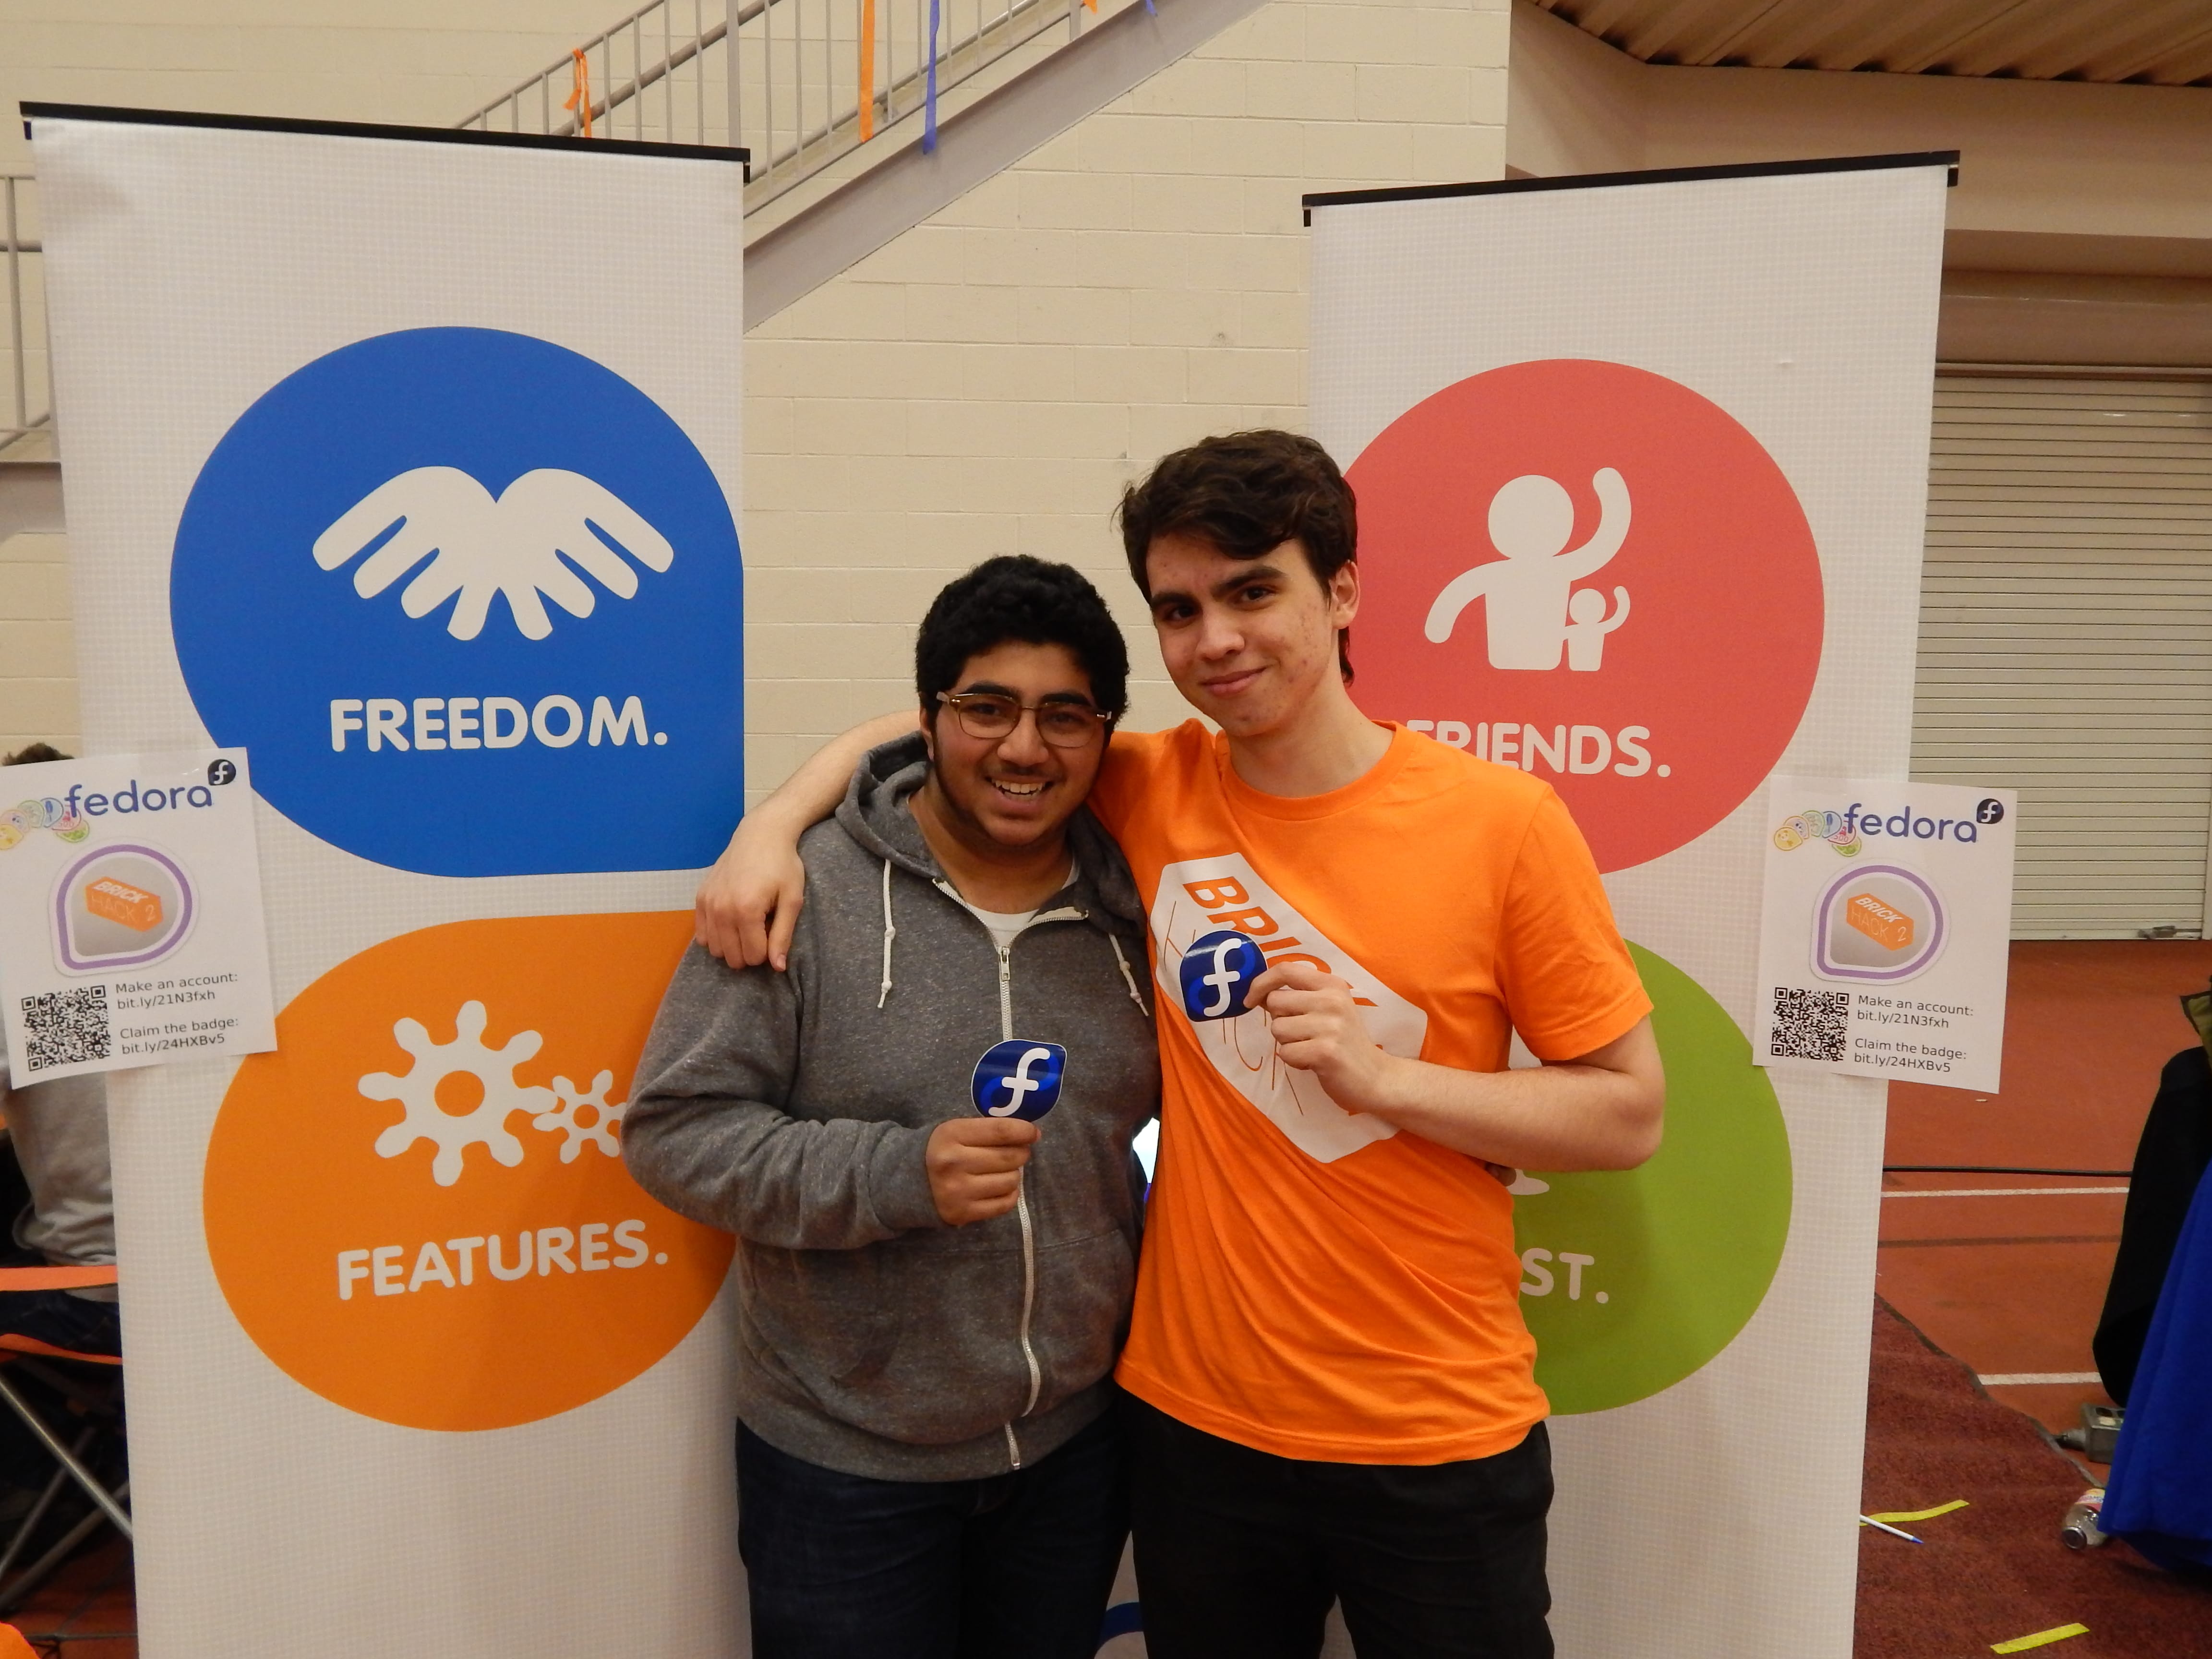 FREEDOM.
fedora
BRICK
HACK 2
Make an account:
bit.ly/21N3fxh
Claim the badge:
bit.ly/24HXBv5
FEATURES.
BRICK
FRIENDS.
ST.
fedora
BRICK
HACK 2
Make an account:
bit.ly/21N3fxh
Claim the badge:
bit.ly/24HXBv5